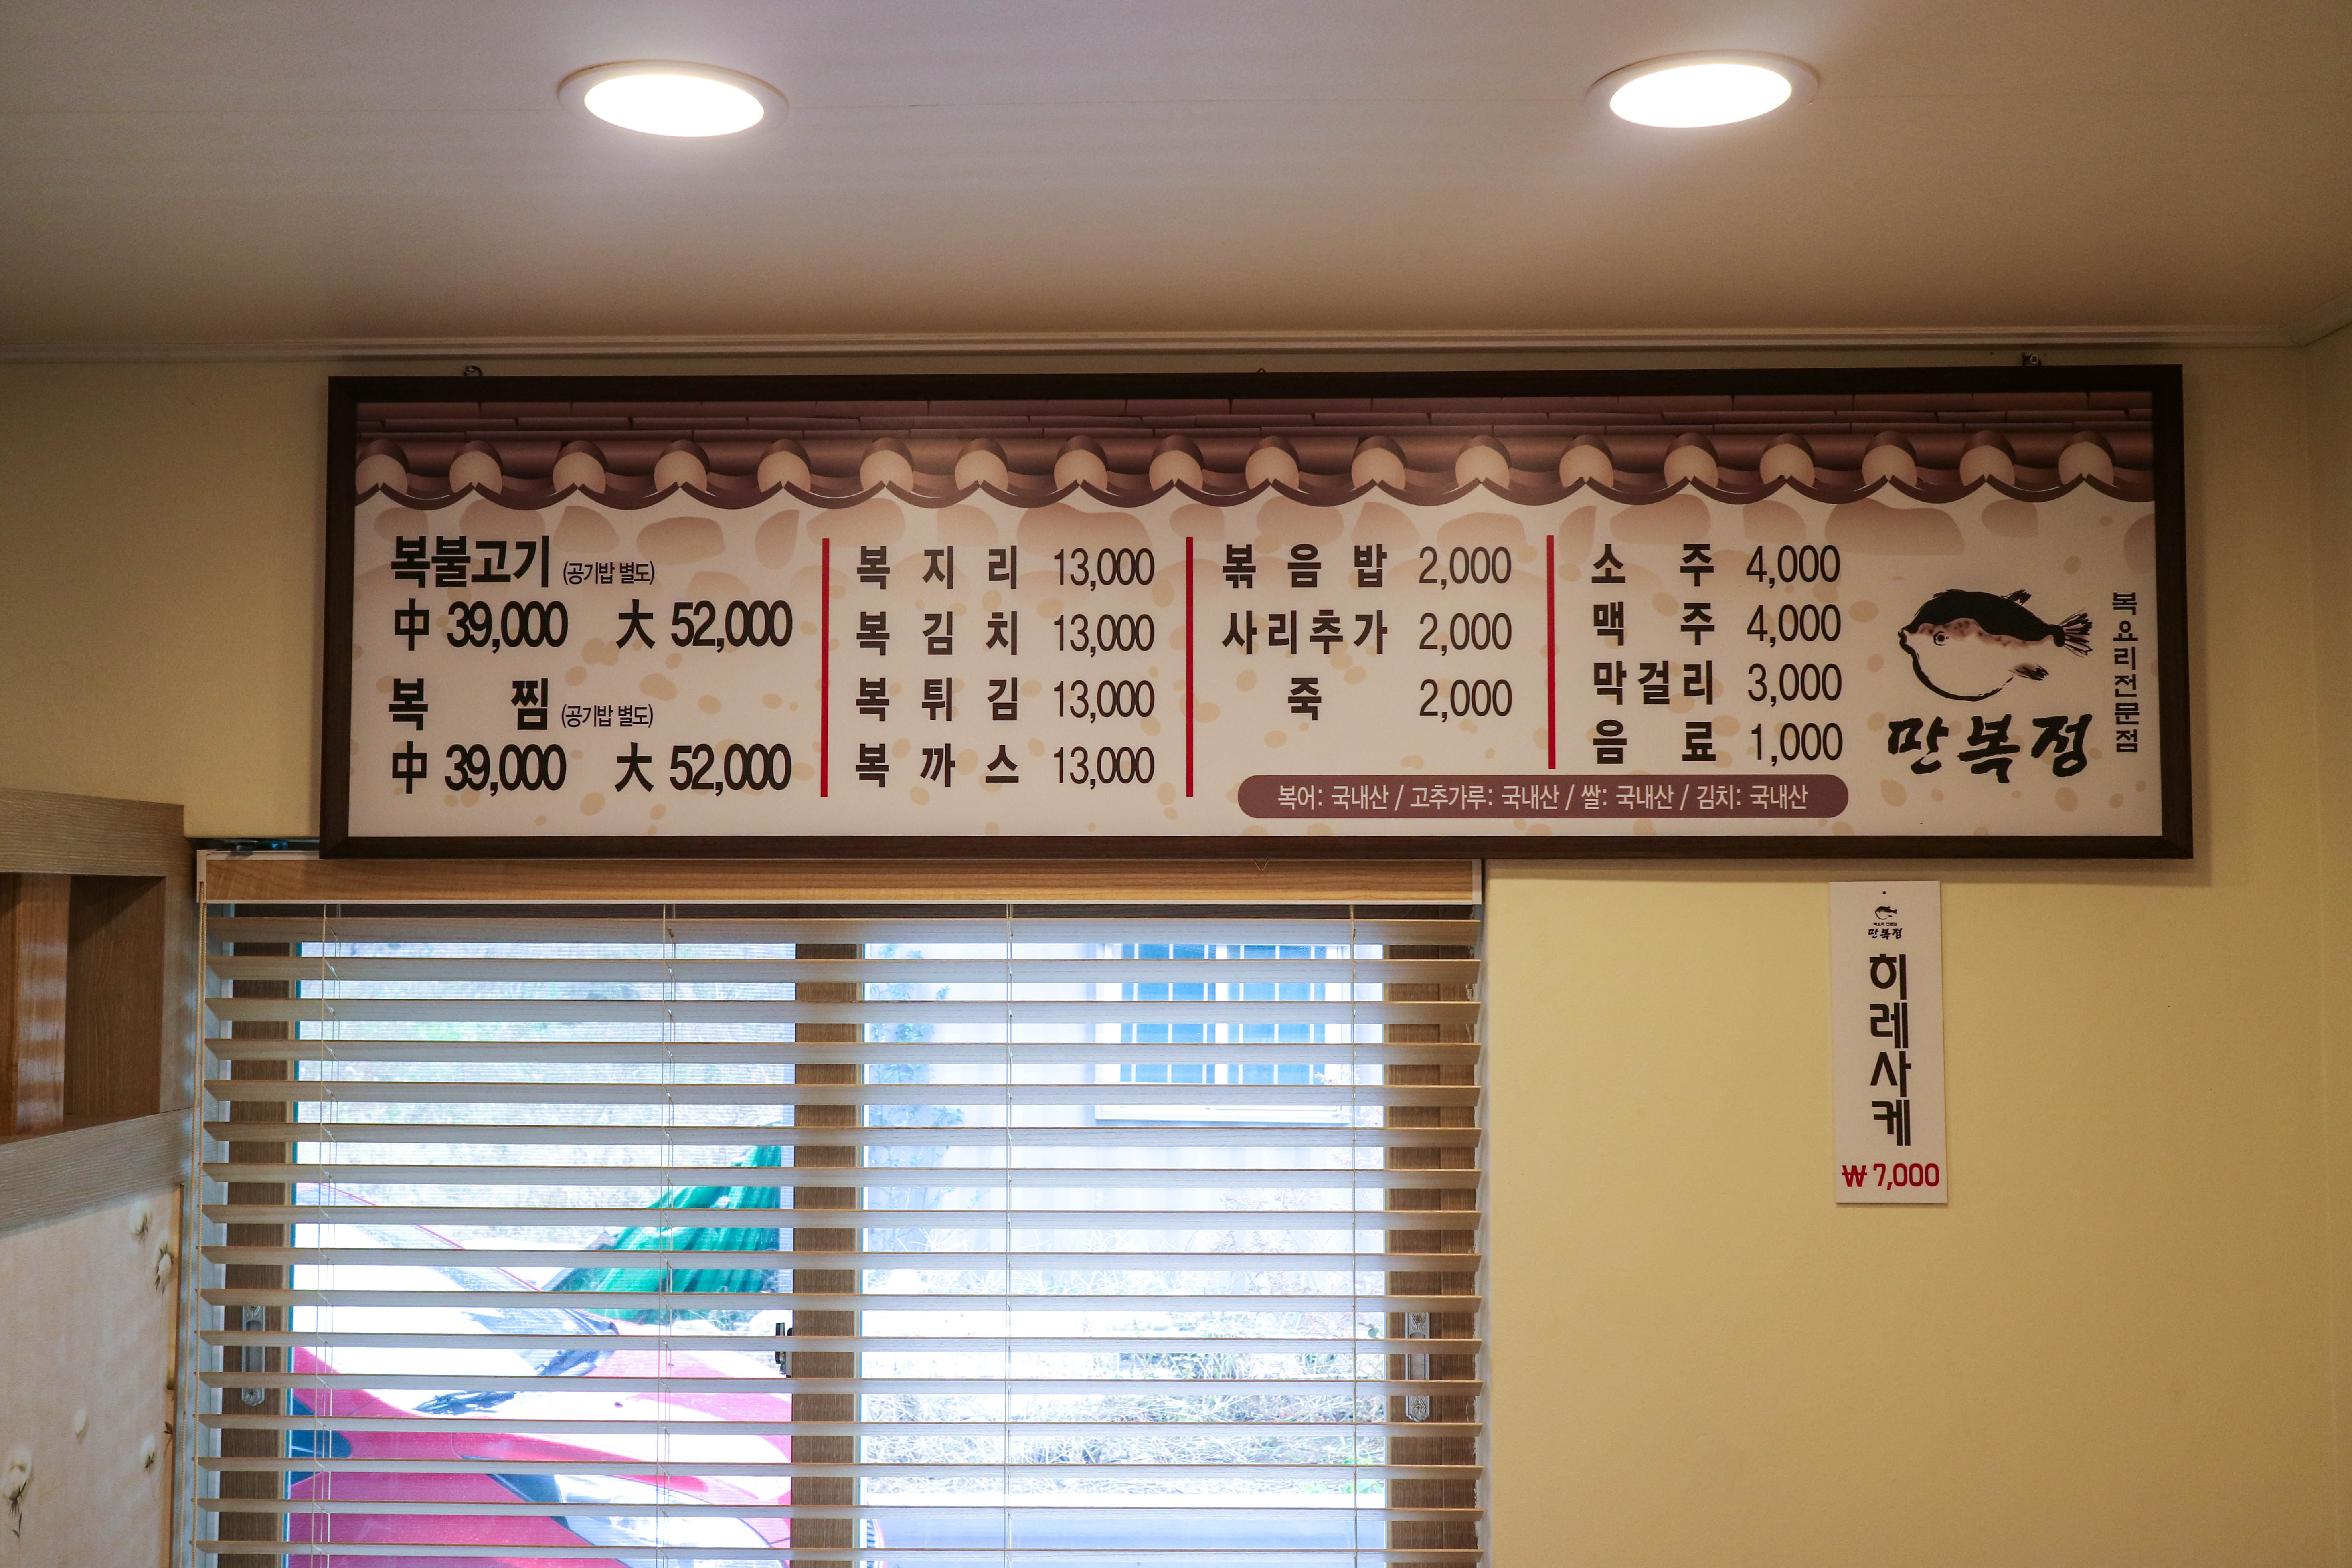 복불고기 (공기밥 별도)
中 39,000 大 52,000
복 찜 (공기밥 별도)
中 39,000 大 52,000
복 지 리 13,000
복 김 치 13,000
복 튀 김 13,000
복 까 스 13,000
볶 음 밥 2,000
사리추가 2,000
죽 2,000
소 주 4,000
맥 주 4,000
막걸리 3,000
음 료 1,000
복어: 국내산 / 고추가루: 국내산 / 쌀: 국내산 / 김치: 국내산
만복정
복요리전문점
만복정
히레사케
₩ 7,000